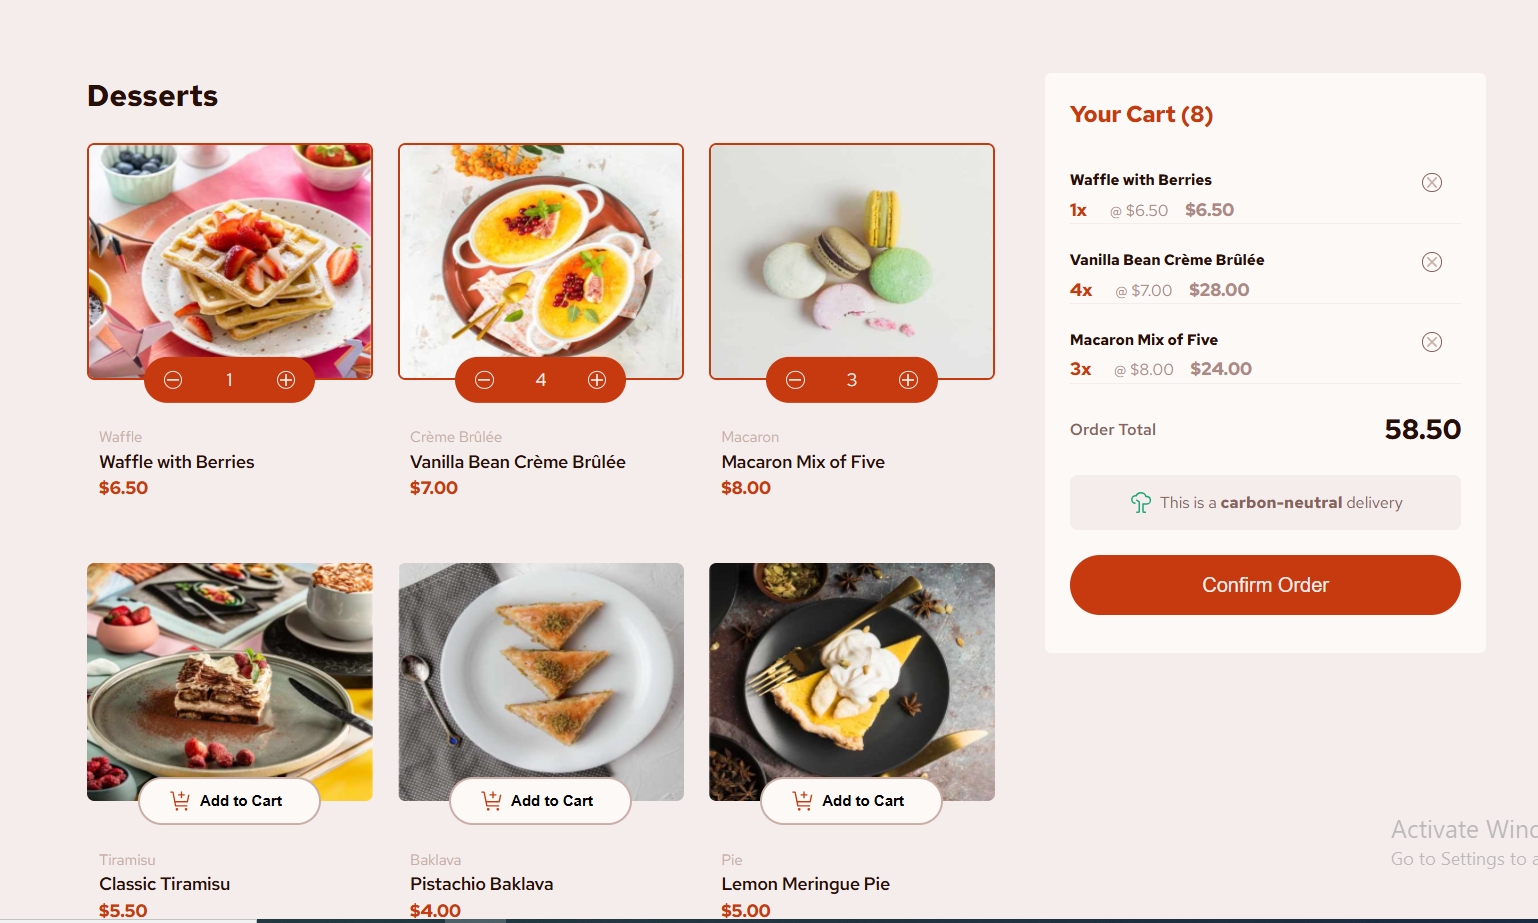 Desserts
1
4
3
Waffle
Waffle with Berries
$6.50
Crème Brûlée
Vanilla Bean Crème Brûlée
$7.00
Macaron
Macaron Mix of Five
$8.00
Add to Cart
Add to Cart
Add to Cart
Tiramisu
Classic Tiramisu
$5.50
Baklava
Pistachio Baklava
$4.00
Pie
Lemon Meringue Pie
$5.00
Your Cart (8)
Waffle with Berries
1x @ $6.50 $6.50
Vanilla Bean Crème Brûlée
4x @ $7.00 $28.00
Macaron Mix of Five
3x @ $8.00 $24.00
Order Total 58.50
This is a carbon-neutral delivery
Confirm Order
Activate Wind
Go to Settings to a